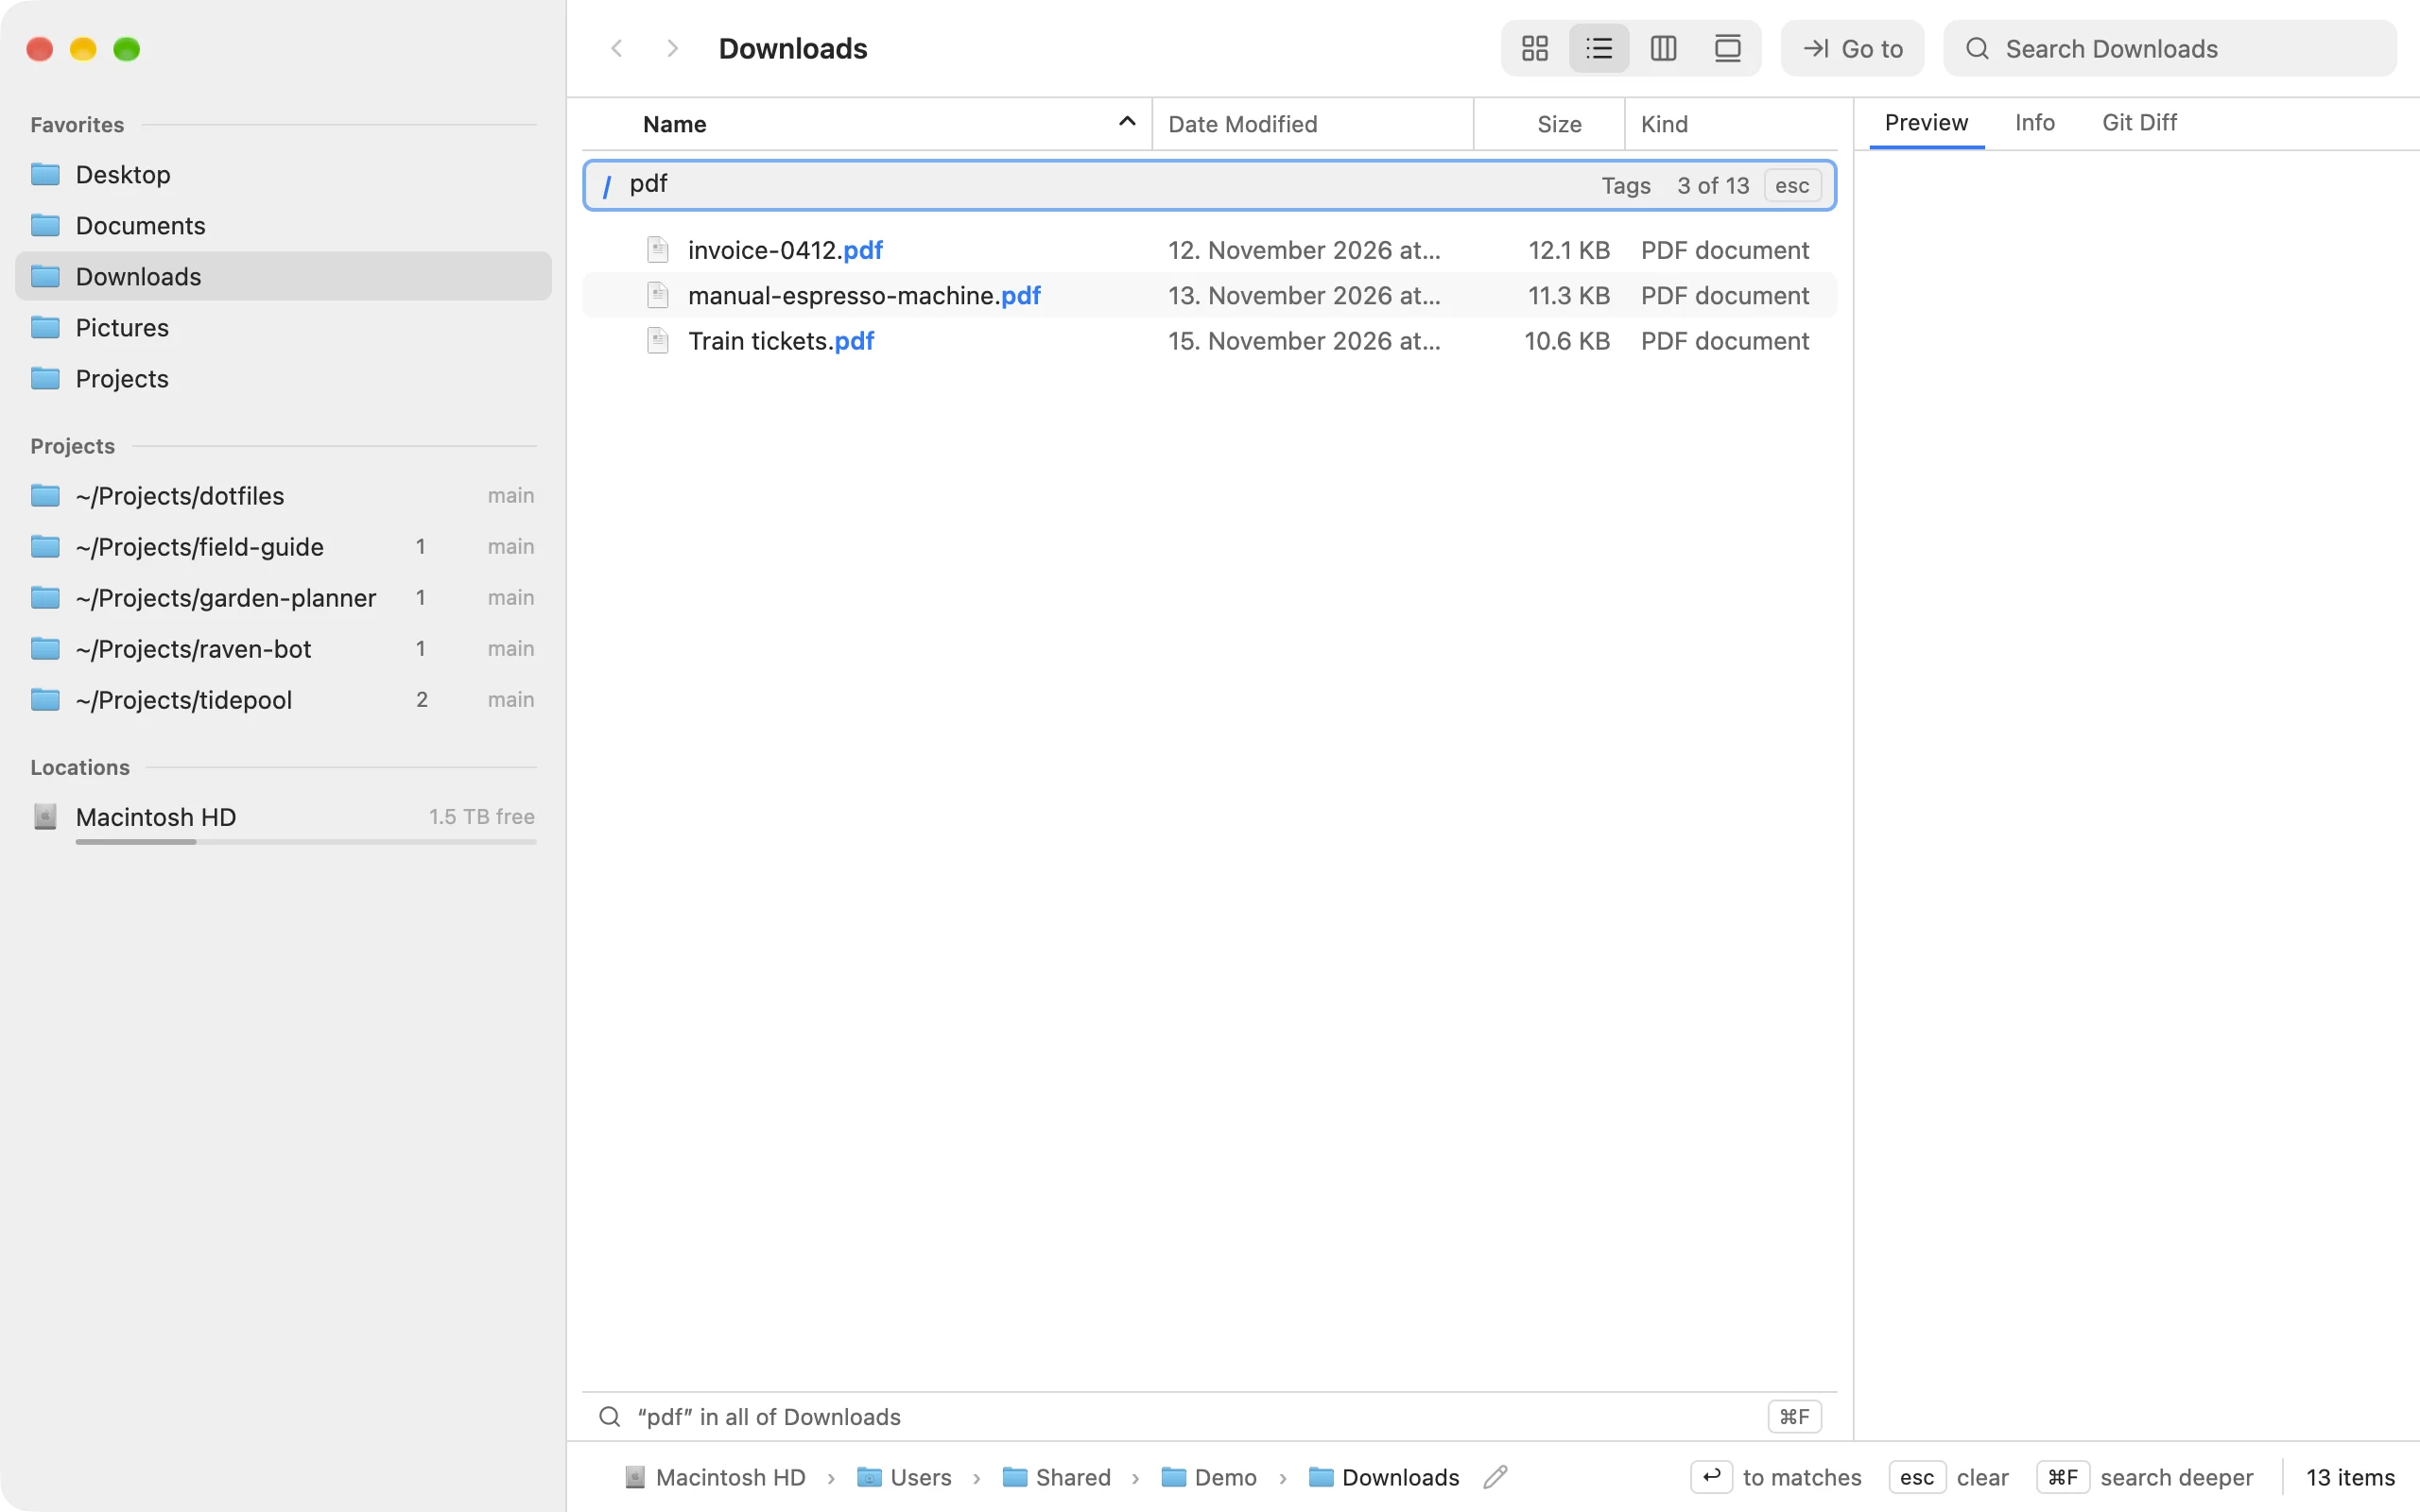 Downloads
Go to
Search Downloads
Favorites
Desktop
Documents
Downloads
Pictures
Projects
Projects
~/Projects/dotfiles main
~/Projects/field-guide 1 main
~/Projects/garden-planner 1 main
~/Projects/raven-bot 1 main
~/Projects/tidepool 2 main
Locations
Macintosh HD 1.5 TB free
Name Date Modified Size Kind
/ pdf Tags 3 of 13 esc
invoice-0412.pdf 12. November 2026 at... 12.1 KB PDF document
manual-espresso-machine.pdf 13. November 2026 at... 11.3 KB PDF document
Train tickets.pdf 15. November 2026 at... 10.6 KB PDF document
“pdf” in all of Downloads ⌘F
Macintosh HD › Users › Shared › Demo › Downloads
↩ to matches esc clear ⌘F search deeper 13 items
Preview Info Git Diff